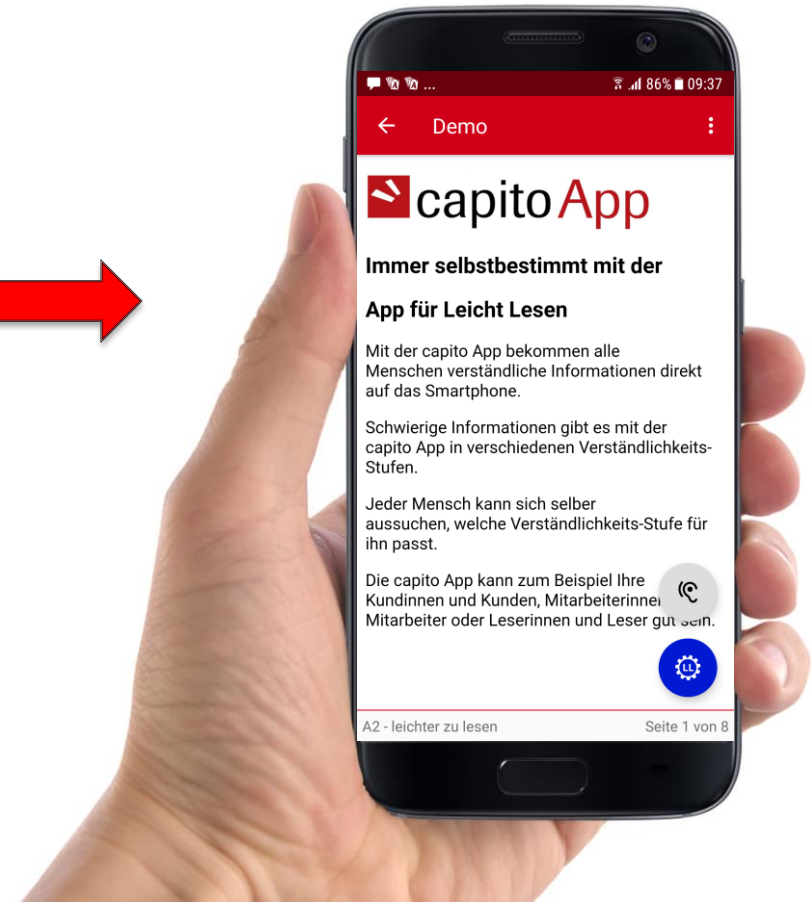 ... 86% 09:37
Demo
capito App
Immer selbstbestimmt mit der
App für Leicht Lesen
Mit der capito App bekommen alle
Menschen verständliche Informationen direkt
auf das Smartphone.
Schwierige Informationen gibt es mit der
capito App in verschiedenen Verständlichkeits-
Stufen.
Jeder Mensch kann sich selber
aussuchen, welche Verständlichkeits-Stufe für
ihn passt.
Die capito App kann zum Beispiel Ihre
Kundinnen und Kunden,
Mitarbeiter oder Leserinnen und Leser gut
LL
A2 - leichter zu lesen Seite 1 von 8